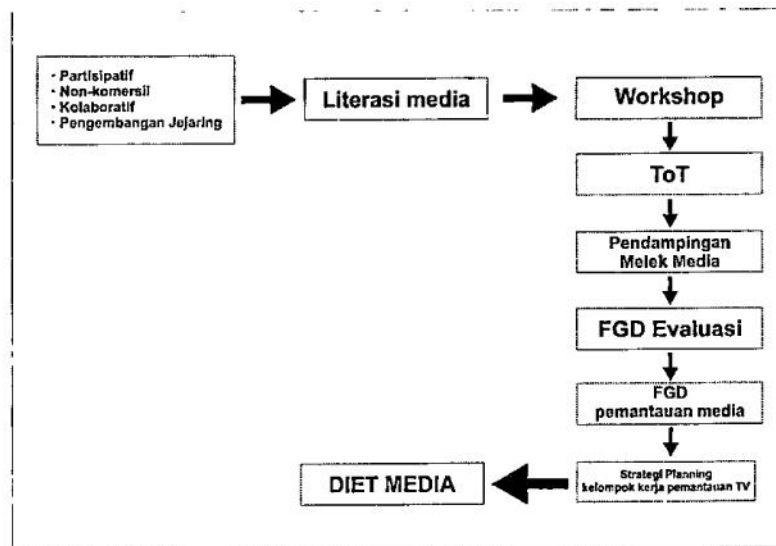 · Partisipatif
· Non-komersil
· Kolaboratif
· Pengembangan Jejaring
Literasi media
Workshop
ToT
Pendampingan
Melek Media
FGD Evaluasi
FGD
pemantauan media
Strategi Planning
kelompok kerja pemantauan TV
DIET MEDIA